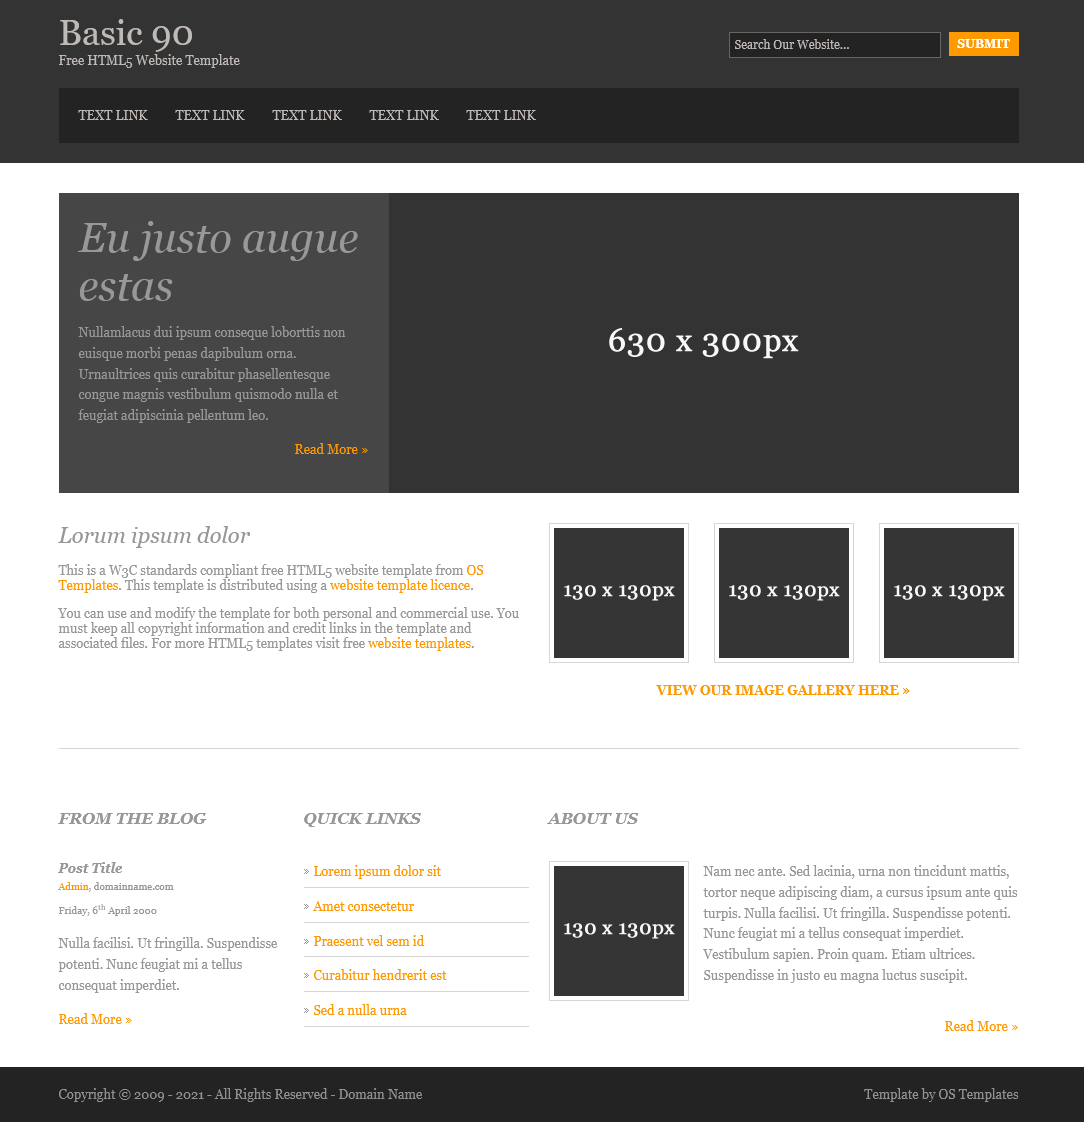 Basic 90
Free HTML5 Website Template
Search Our Website...
SUBMIT
TEXT LINK TEXT LINK TEXT LINK TEXT LINK TEXT LINK
Eu justo augue
estas
Nullamlacus dui ipsum conseque loborttis non
euisque morbi penas dapibulum orna.
Urnaultrices quis curabitur phasellentesque
congue magnis vestibulum quismodo nulla et
feugiat adipiscinia pellentum leo.
Read More »
630 x 300px
Lorum ipsum dolor
This is a W3C standards compliant free HTML5 website template from OS
Templates. This template is distributed using a website template licence.
You can use and modify the template for both personal and commercial use. You
must keep all copyright information and credit links in the template and
associated files. For more HTML5 templates visit free website templates.
130 x 130px 130 x 130px 130 x 130px
VIEW OUR IMAGE GALLERY HERE »
FROM THE BLOG
Post Title
Admin, domainname.com
Friday, 6th April 2000
Nulla facilisi. Ut fringilla. Suspendisse
potenti. Nunc feugiat mi a tellus
consequat imperdiet.
Read More »
QUICK LINKS
» Lorem ipsum dolor sit
» Amet consectetur
» Praesent vel sem id
» Curabitur hendrerit est
» Sed a nulla urna
ABOUT US
130 x 130px
Nam nec ante. Sed lacinia, urna non tincidunt mattis,
tortor neque adipiscing diam, a cursus ipsum ante quis
turpis. Nulla facilisi. Ut fringilla. Suspendisse potenti.
Nunc feugiat mi a tellus consequat imperdiet.
Vestibulum sapien. Proin quam. Etiam ultrices.
Suspendisse in justo eu magna luctus suscipit.
Read More »
Copyright © 2009 - 2021 - All Rights Reserved - Domain Name
Template by OS Templates